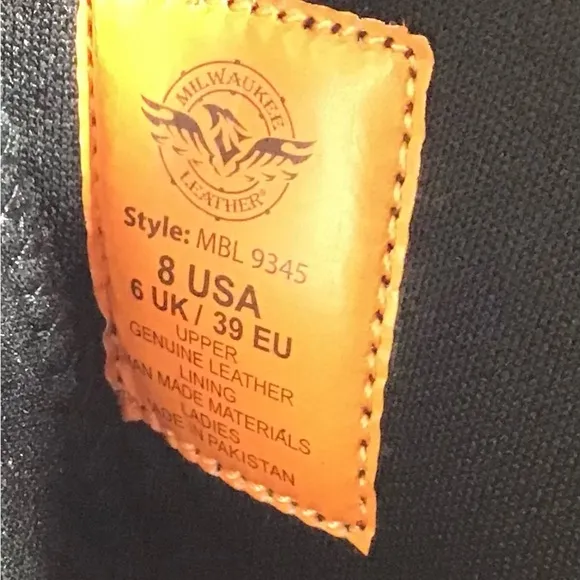 MILWAUKEE
LEATHER®
Style: MBL 9345
8 USA
6 UK / 39 EU
UPPER
GENUINE LEATHER
LINING
MAN MADE MATERIALS
LADIES
MADE IN PAKISTAN